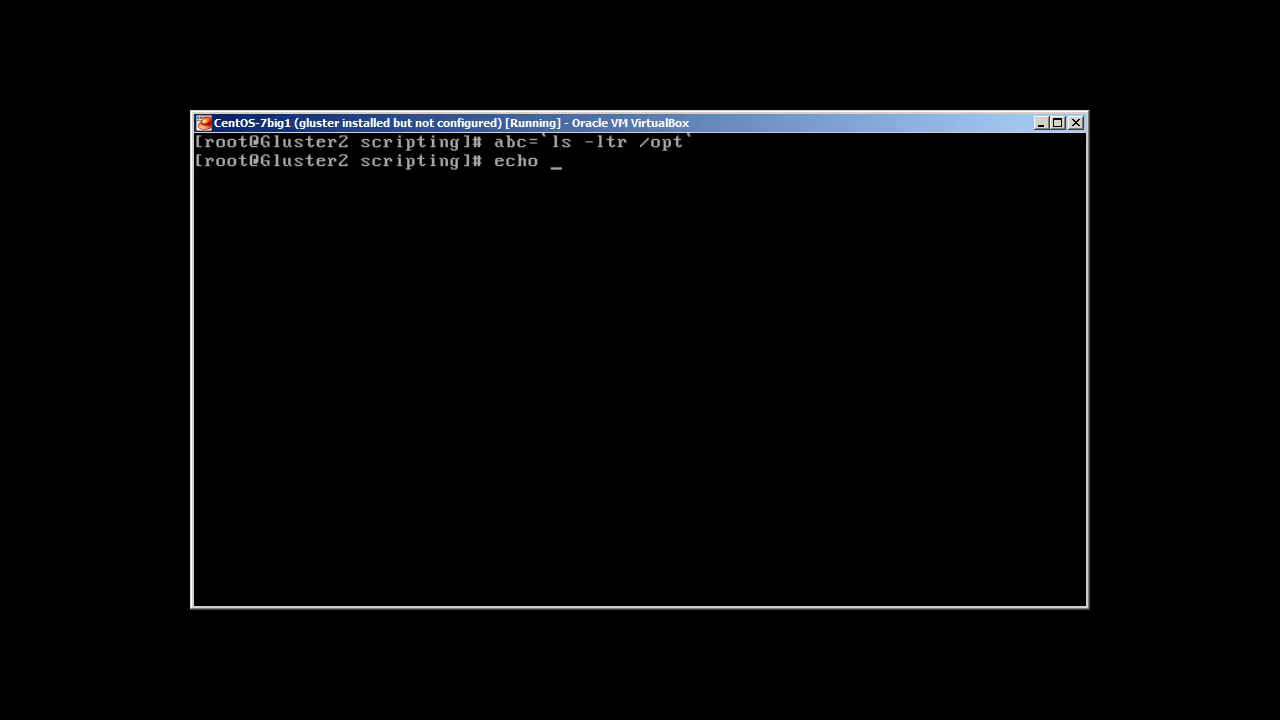 CentOS-7big1 (gluster installed but not configured) [Running] - Oracle VM VirtualBox
[root@Gluster2 scripting]# abc=`ls -ltr /opt`
[root@Gluster2 scripting]# echo _